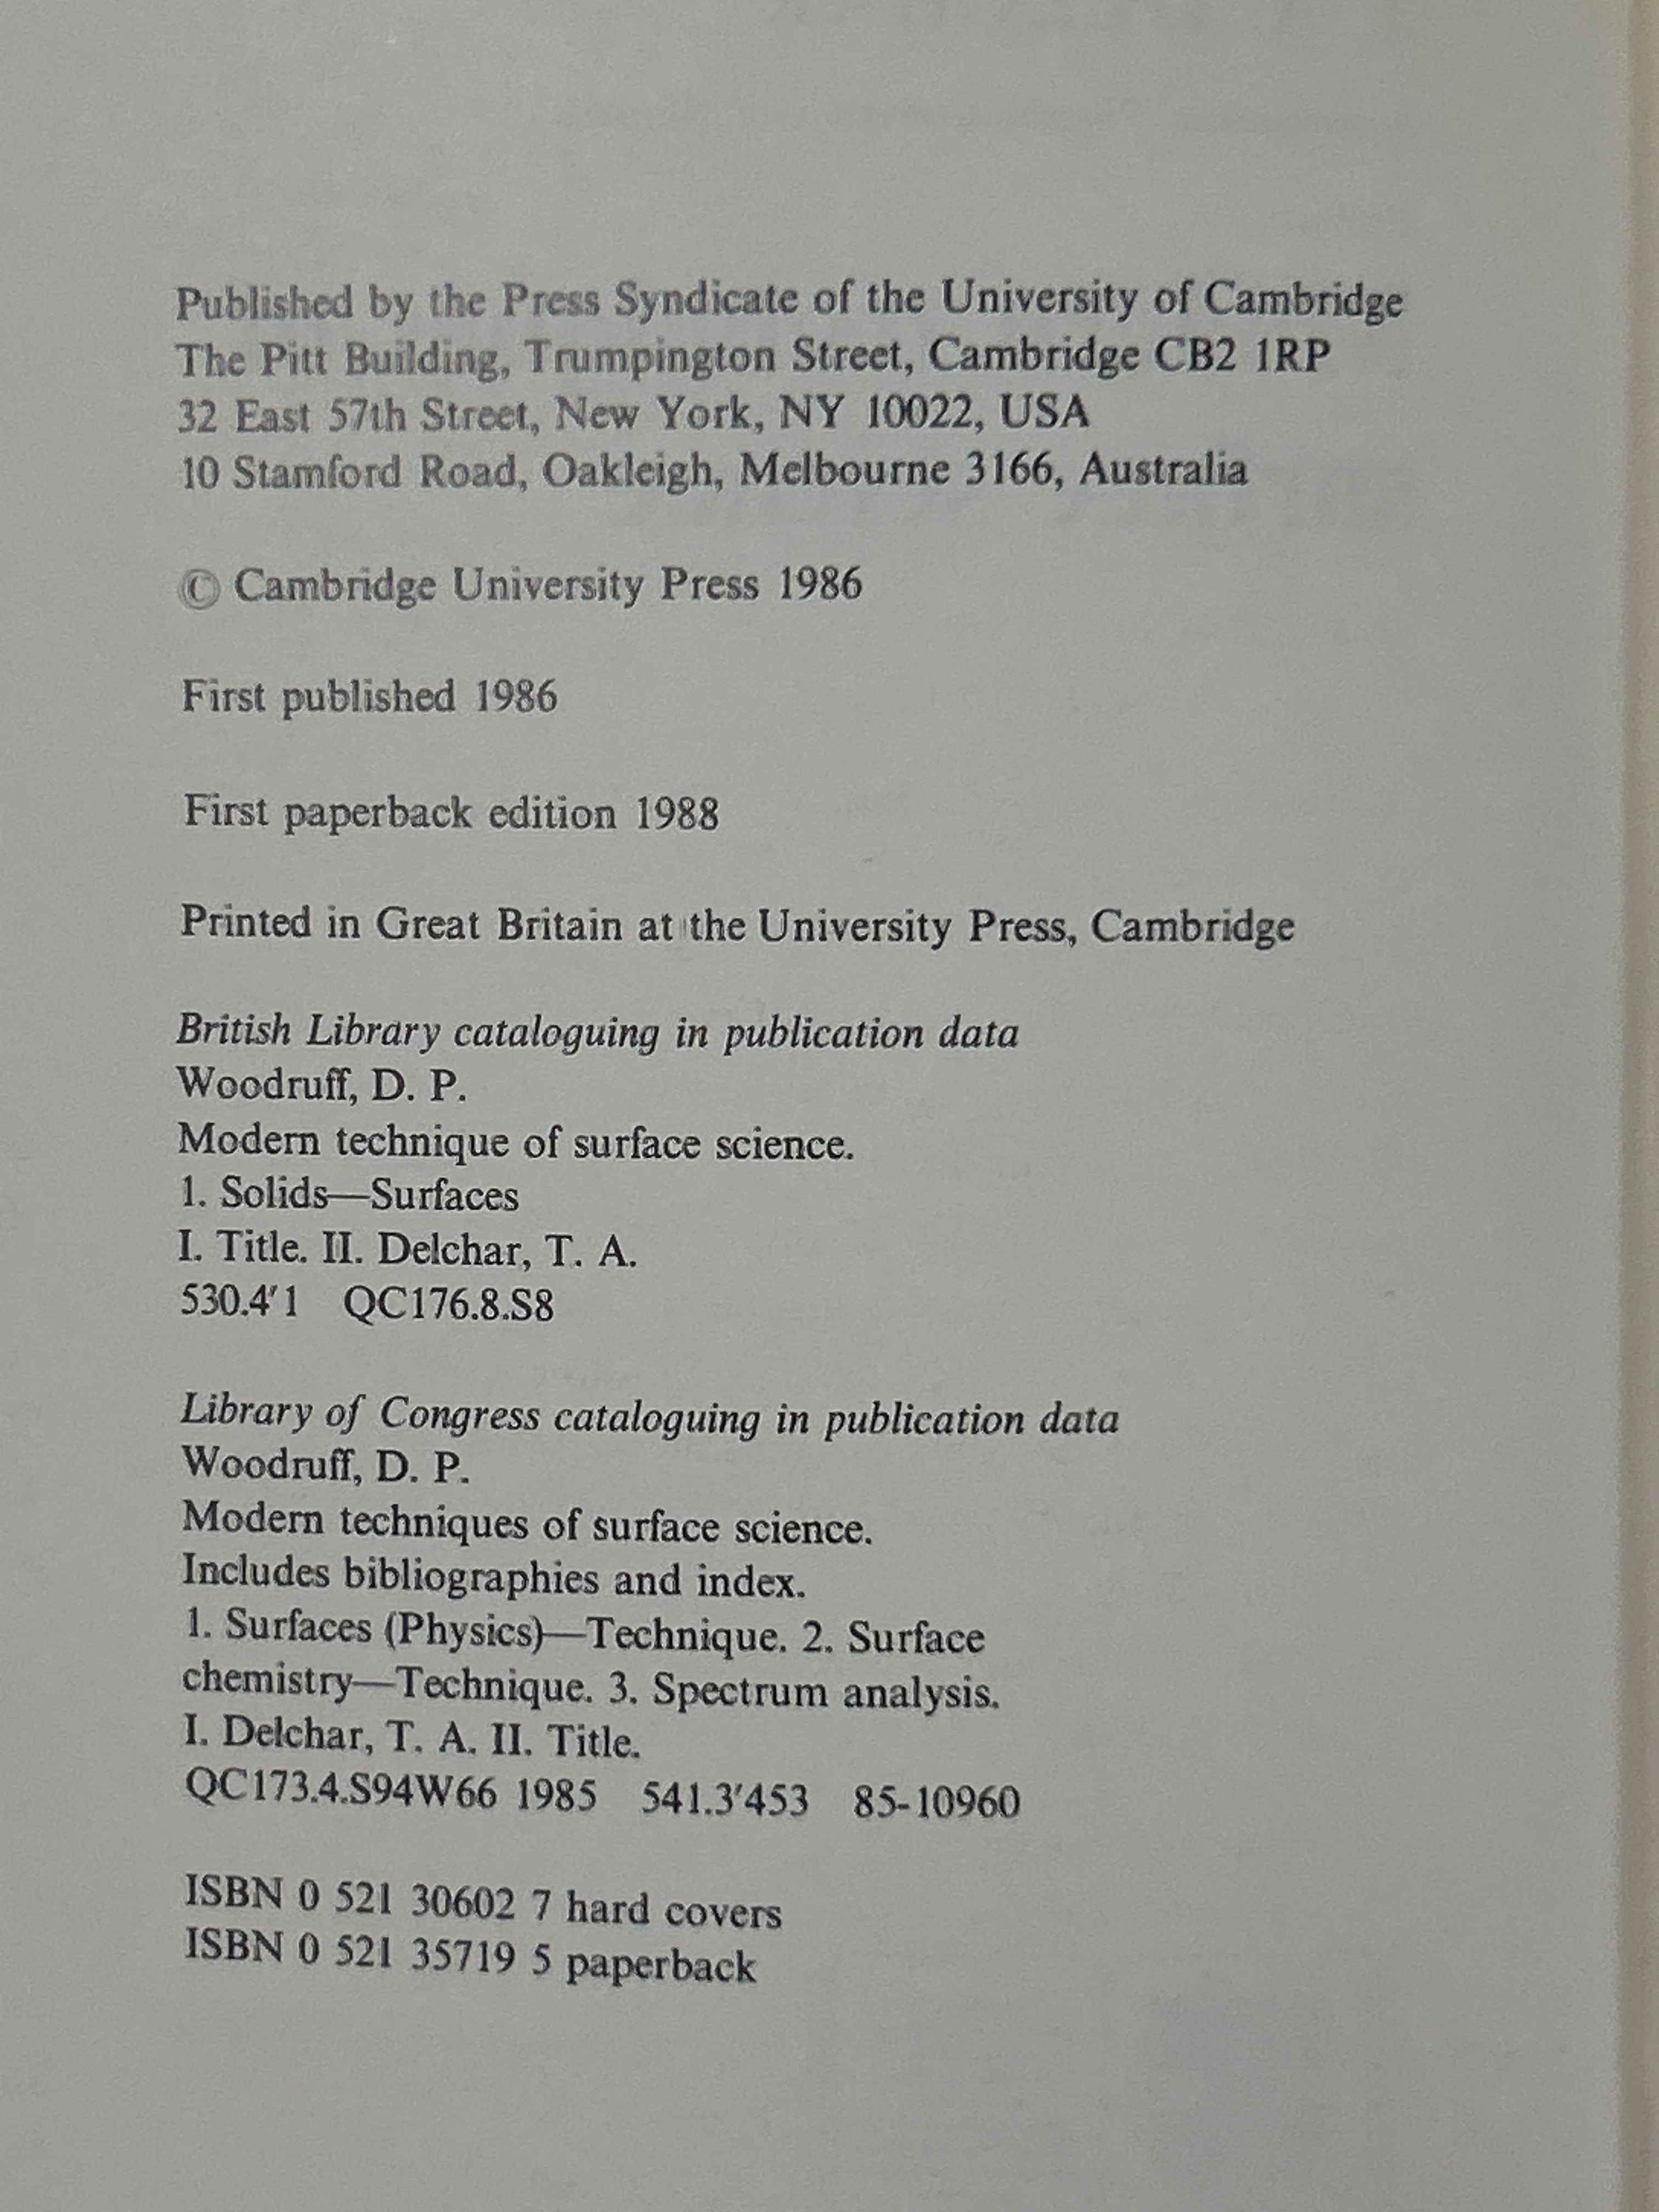 Published by the Press Syndicate of the University of Cambridge
The Pitt Building, Trumpington Street, Cambridge CB2 1RP
32 East 57th Street, New York, NY 10022, USA
10 Stamford Road, Oakleigh, Melbourne 3166, Australia
© Cambridge University Press 1986
First published 1986
First paperback edition 1988
Printed in Great Britain at the University Press, Cambridge
British Library cataloguing in publication data
Woodruff, D. P.
Modern technique of surface science.
1. Solids—Surfaces
I. Title. II. Delchar, T. A.
530.4′1 QC176.8.S8
Library of Congress cataloguing in publication data
Woodruff, D. P.
Modern techniques of surface science.
Includes bibliographies and index.
1. Surfaces (Physics)—Technique. 2. Surface
chemistry—Technique. 3. Spectrum analysis.
I. Delchar, T. A. II. Title.
QC173.4.S94W66 1985 541.3′453 85-10960
ISBN 0 521 30602 7 hard covers
ISBN 0 521 35719 5 paperback